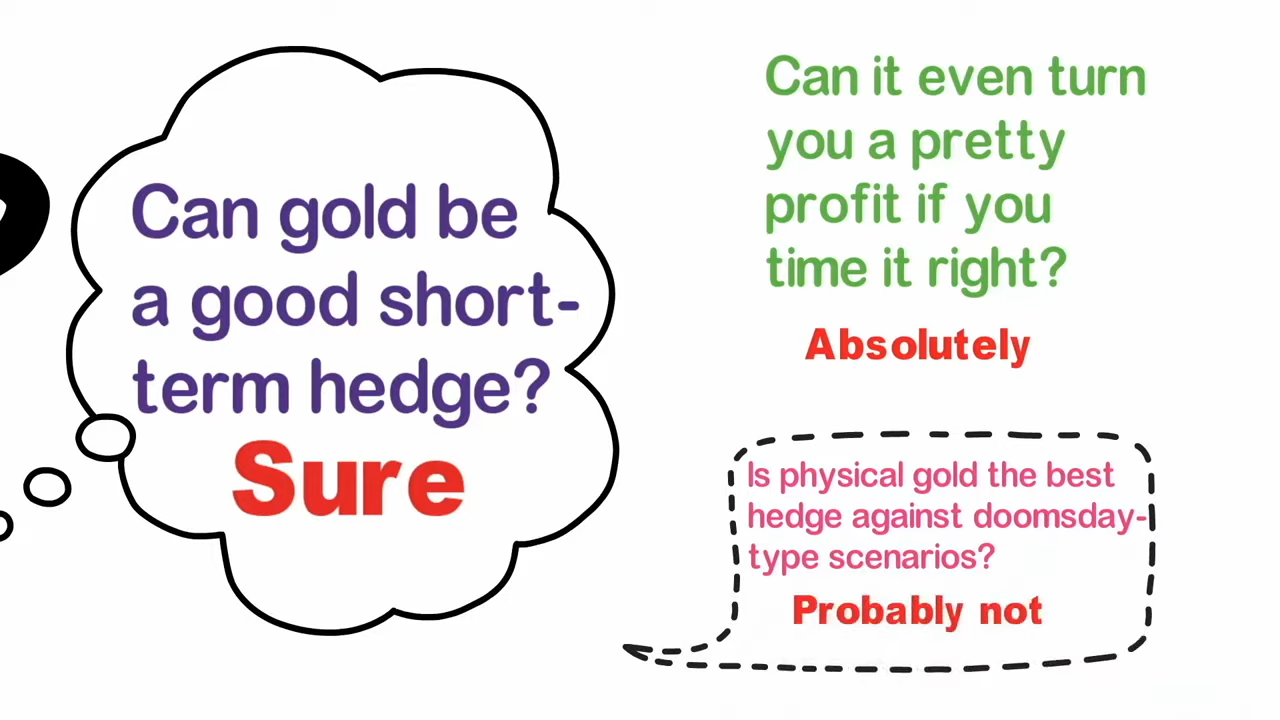 Can gold be
a good short-
term hedge?
Sure
Can it even turn
you a pretty
profit if you
time it right?
Absolutely
Is physical gold the best
hedge against doomsday-
type scenarios?
Probably not